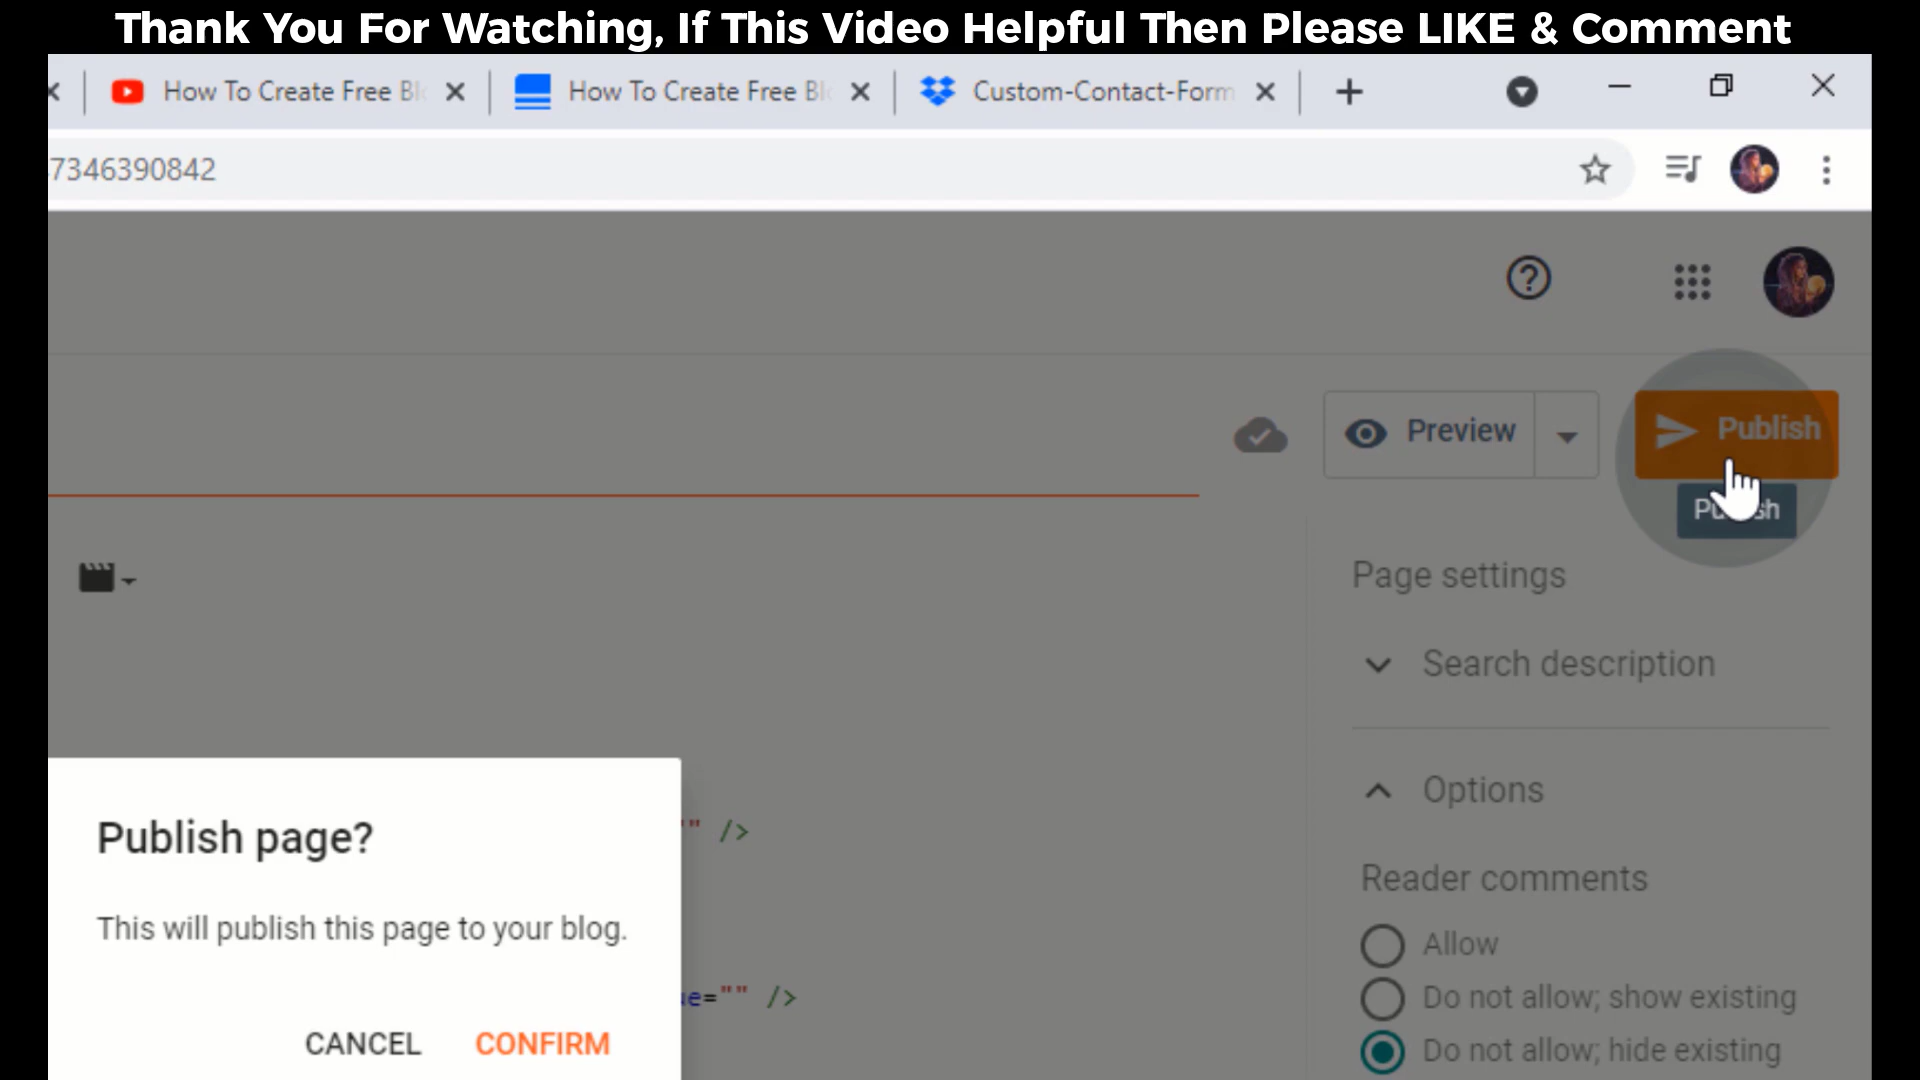 Thank You For Watching, If This Video Helpful Then Please LIKE & Comment
How To Create Free Bl
How To Create Free Bl
Custom-Contact-Form
7346390842
Preview
Publish
Publish
Page settings
Search description
Options
Publish page?
"" />
This will publish this page to your blog.
Reader comments
Allow
ue="" />
Do not allow; show existing
CANCEL
CONFIRM
Do not allow; hide existing